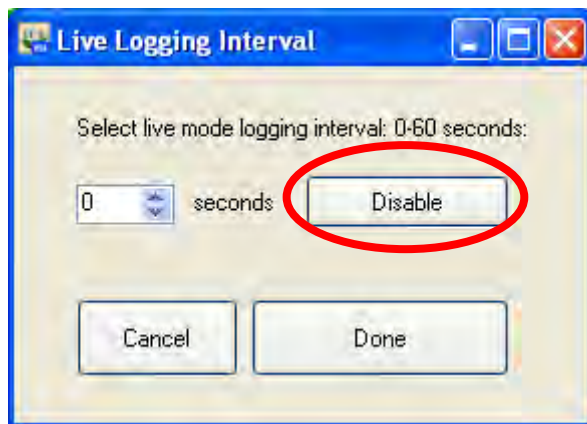 Live Logging Interval
Select live mode logging interval: 0-60 seconds:
0 seconds Disable
Cancel Done